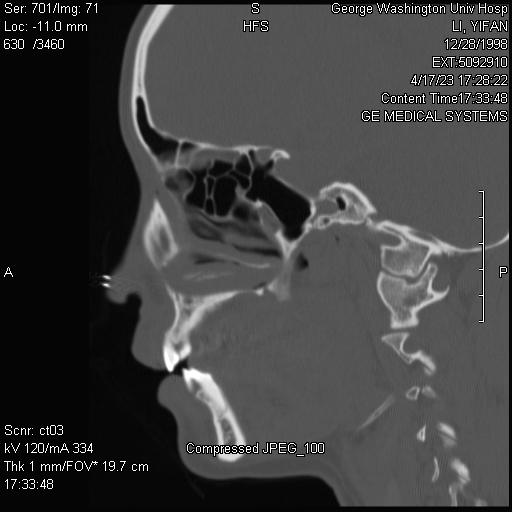 Ser: 701/Img: 71
Loc: -11.0 mm
630 /3460
S
HFS
George Washington Univ Hosp
LI, YIFAN
12/28/1998
EXT:5092910
4/17/23 17:28:22
Content Time17:33:48
GE MEDICAL SYSTEMS
A
P
Scnr: ct03
kV 120/mA 334
Thk 1 mm/FOV* 19.7 cm
17:33:48
Compressed JPEG_100